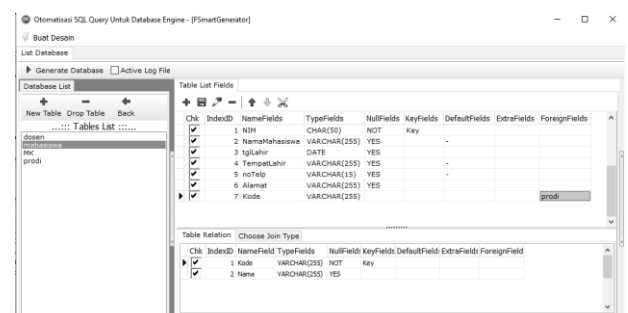 Otomatisasi SQL Query Untuk Database Engine - [FSmartGenerator]
Buat Desain
List Database
Generate Database Active Log File
Database List
New Table Drop Table Back
....::: Tables List :::....
dosen
mahasiswa
MK
prodi
Table List Fields
Chk IndexID NameFields TypeFields NullFields KeyFields DefaultFields ExtraFields ForeignFields
1 NIM CHAR(50) NOT Key
2 NamaMahasiswa VARCHAR(255) YES -
3 tglLahir DATE YES
4 TempatLahir VARCHAR(255) YES -
5 noTelp VARCHAR(15) YES -
6 Alamat VARCHAR(255) YES
7 Kode VARCHAR(255) prodi
Table Relation Choose Join Type
Chk IndexID NameField TypeFields NullFields KeyFields DefaultFields ExtraFields ForeignField
1 Kode VARCHAR(255) NOT Key
2 Nama VARCHAR(255) YES